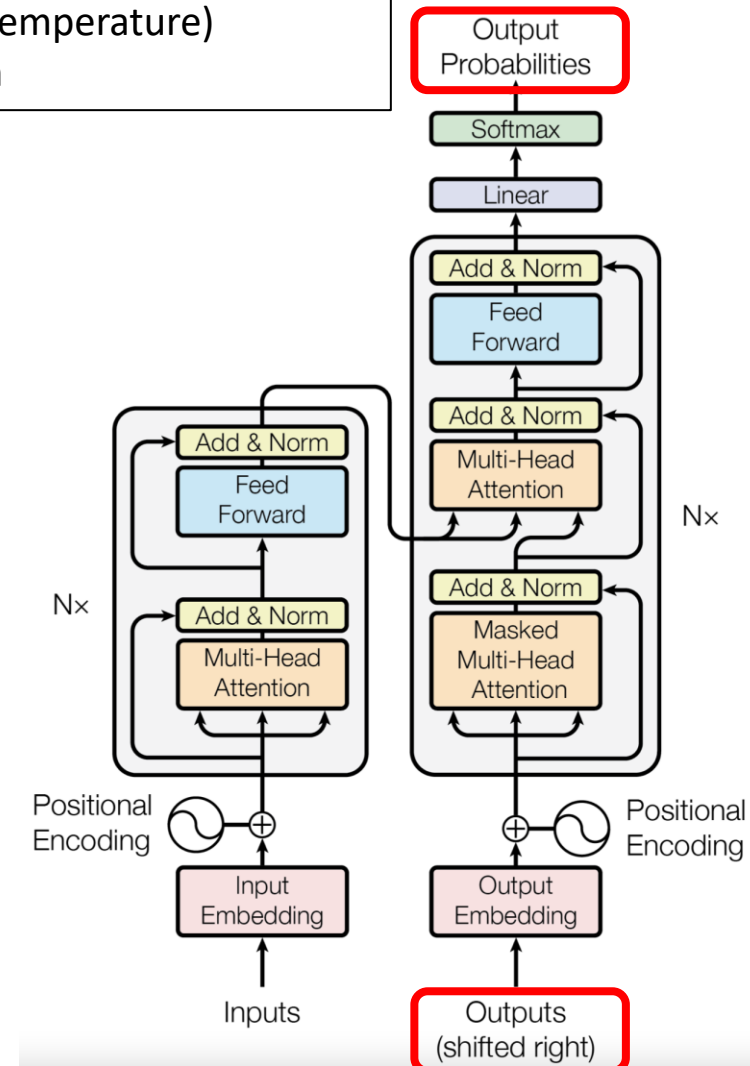 emperature)
Output
Probabilities
Softmax
Linear
Add & Norm
Feed
Forward
Add & Norm
Multi-Head
Attention
N×
Add & Norm
Masked
Multi-Head
Attention
Add & Norm
Feed
Forward
N×
Add & Norm
Multi-Head
Attention
Positional
Encoding
Positional
Encoding
Input
Embedding
Output
Embedding
Inputs
Outputs
(shifted right)